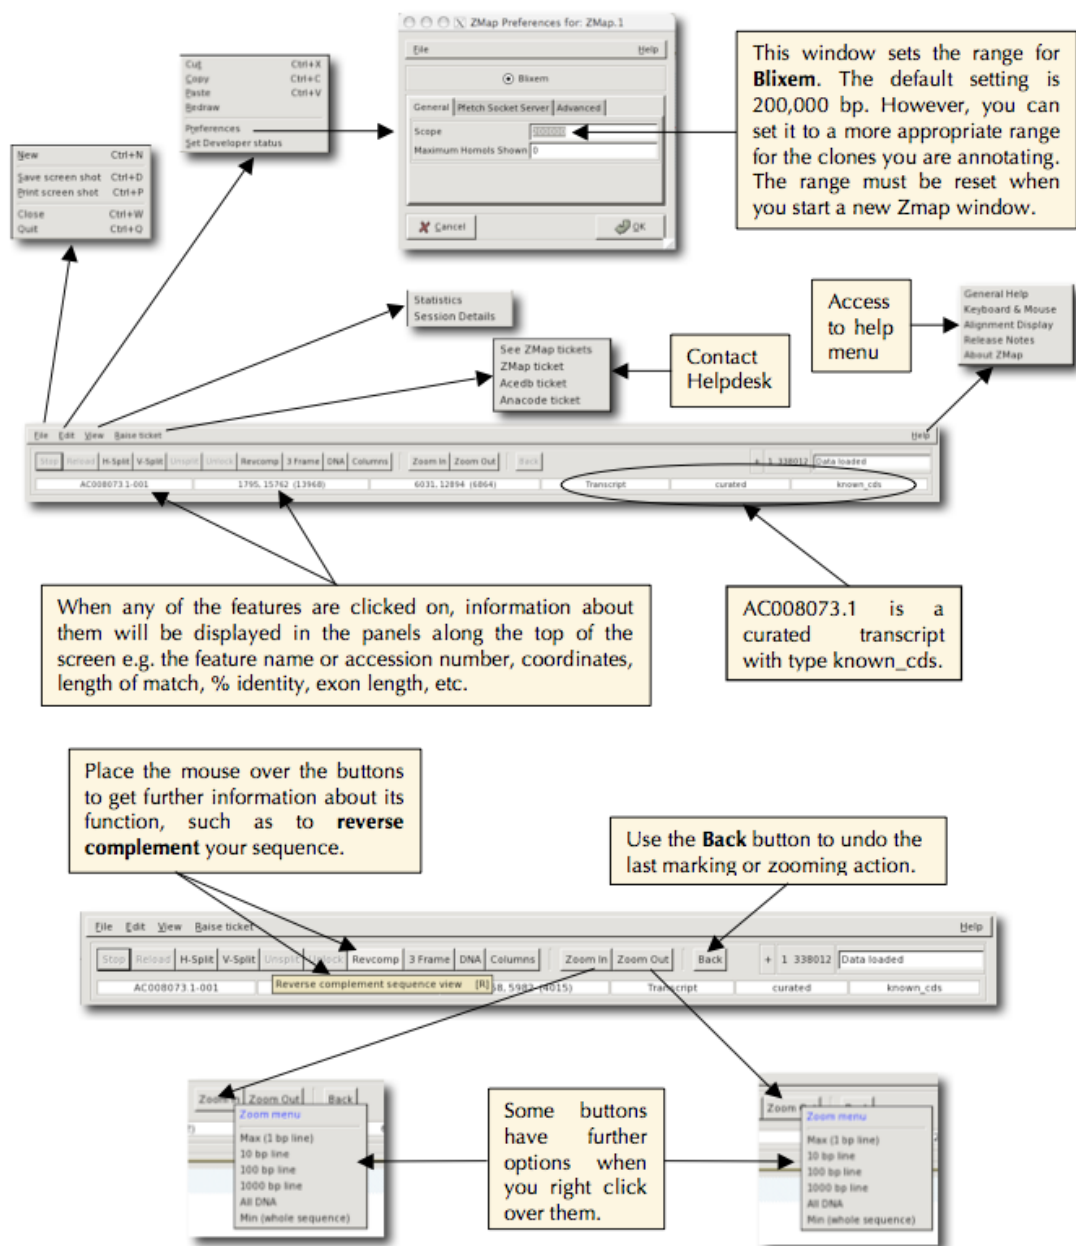 ZMap Preferences for: ZMap.1
File Help
Blixem
General Pfetch Socket Server Advanced
Scope
Maximum Homols Shown 0
Cancel OK
This window sets the range for
Blixem. The default setting is
200,000 bp. However, you can
set it to a more appropriate range
for the clones you are annotating.
The range must be reset when
you start a new Zmap window.
Cut Ctrl+X
Copy Ctrl+C
Paste Ctrl+V
Redraw
Preferences
Set Developer status
New Ctrl+N
Save screen shot Ctrl+D
Print screen shot Ctrl+P
Close Ctrl+W
Quit Ctrl+Q
Statistics
Session Details
See ZMap tickets
ZMap ticket
Acedb ticket
Anacode ticket
Contact
Helpdesk
Access
to help
menu
General Help
Keyboard & Mouse
Alignment Display
Release Notes
About ZMap
File Edit View Raise ticket Help
Stop Reload H-Split V-Split Unsplit Unlock Revcomp 3 Frame DNA Columns Zoom In Zoom Out Back + 1 338012 Data loaded
AC008073.1-001 1795, 15762 (13968) 6031, 12894 (6864) Transcript curated known_cds
When any of the features are clicked on, information about
them will be displayed in the panels along the top of the
screen e.g. the feature name or accession number, coordinates,
length of match, % identity, exon length, etc.
AC008073.1 is a
curated transcript
with type known_cds.
Place the mouse over the buttons
to get further information about its
function, such as to reverse
complement your sequence.
Use the Back button to undo the
last marking or zooming action.
File Edit View Raise ticket Help
Stop Reload H-Split V-Split Unsplit Unlock Revcomp 3 Frame DNA Columns Zoom In Zoom Out Back + 1 338012 Data loaded
AC008073.1-001 Reverse complement sequence view [R] 68, 5982 (4015) Transcript curated known_cds
Zoom In Zoom Out Back
Zoom menu
Max (1 bp line)
10 bp line
100 bp line
1000 bp line
All DNA
Min (whole sequence)
Some buttons
have further
options when
you right click
over them.
Zoom menu
Max (1 bp line)
10 bp line
100 bp line
1000 bp line
All DNA
Min (whole sequence)